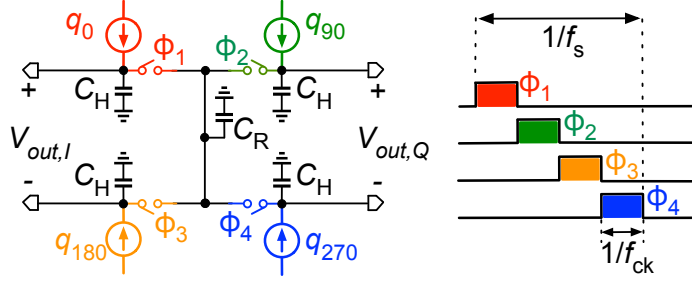 q0 q90 1/fs
Φ1 Φ2
+ CH CH + Φ1
CR Φ2
Vout,I Vout,Q
CH CH Φ3
- Φ3 Φ4 - Φ4
q180 q270 1/fck